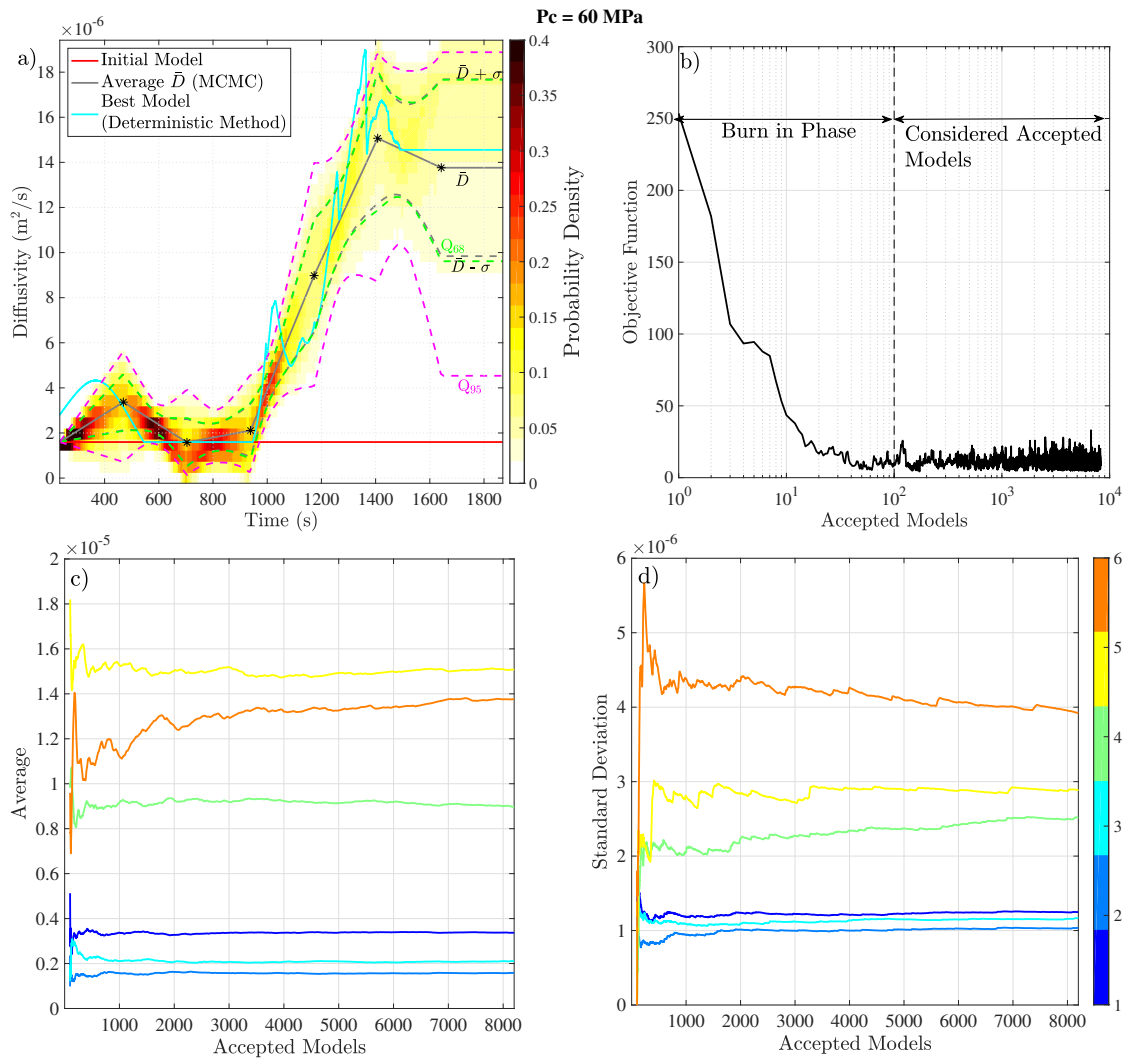 Pc = 60 MPa
×10⁻⁶
a)
Initial Model
Average D̄ (MCMC)
Best Model
(Deterministic Method)
D̄ + σ
D̄
Q₆₈
D̄ - σ
Q₉₅
18
16
14
12
10
8
6
4
2
0
Diffusivity (m²/s)
400 600 800 1000 1200 1400 1600 1800
Time (s)
0.4
0.35
0.3
0.25
0.2
0.15
0.1
0.05
0
Probability Density
b)
300
250
200
150
100
50
0
Objective Function
Burn in Phase
Considered Accepted
Models
10⁰ 10¹ 10² 10³ 10⁴
Accepted Models
×10⁻⁵
c)
2
1.8
1.6
1.4
1.2
1
0.8
0.6
0.4
0.2
0
Average
1000 2000 3000 4000 5000 6000 7000 8000
Accepted Models
×10⁻⁶
d)
6
5
4
3
2
1
0
Standard Deviation
1000 2000 3000 4000 5000 6000 7000 8000
Accepted Models
6
5
4
3
2
1